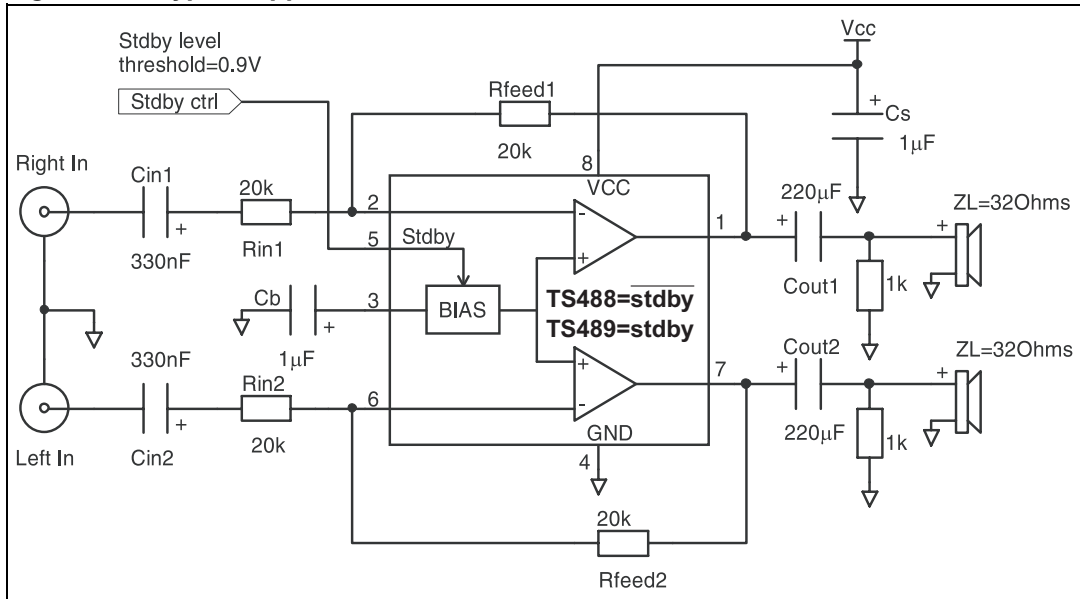 Stdby level
threshold=0.9V
Stdby ctrl
Vcc
+
Cs
1µF
Rfeed1
20k
8
VCC
Right In
Cin1
+
330nF
20k
Rin1
2
-
+
1
220µF
+
Cout1
1k
ZL=32Ohms
+
5
Stdby
Cb
+
1µF
3
BIAS
TS488=stdby
TS489=stdby
330nF
+
Cin2
Left In
Rin2
20k
6
+
-
7
Cout2
+
220µF
1k
ZL=32Ohms
+
GND
4
20k
Rfeed2